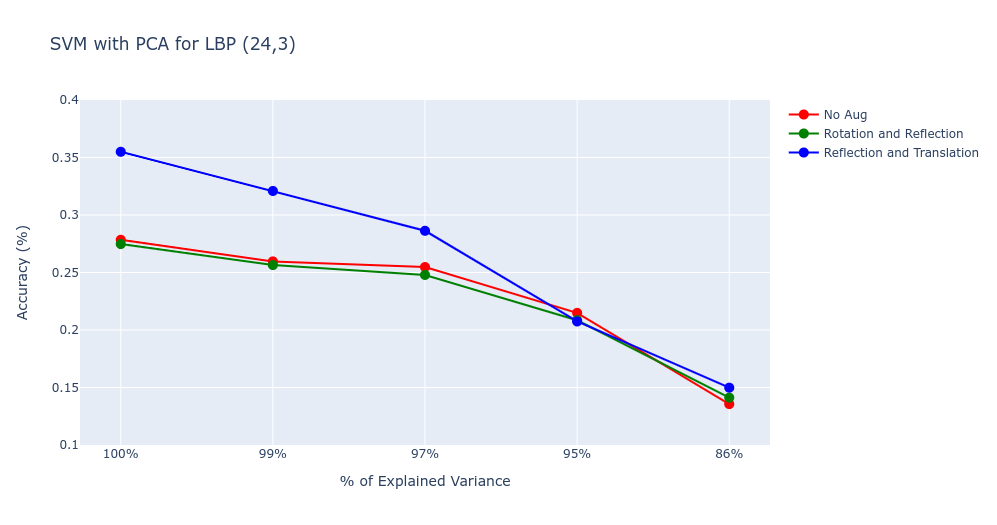 SVM with PCA for LBP (24,3)
0.4
0.35
0.3
0.25
0.2
0.15
0.1
Accuracy (%)
100% 99% 97% 95% 86%
% of Explained Variance
No Aug
Rotation and Reflection
Reflection and Translation